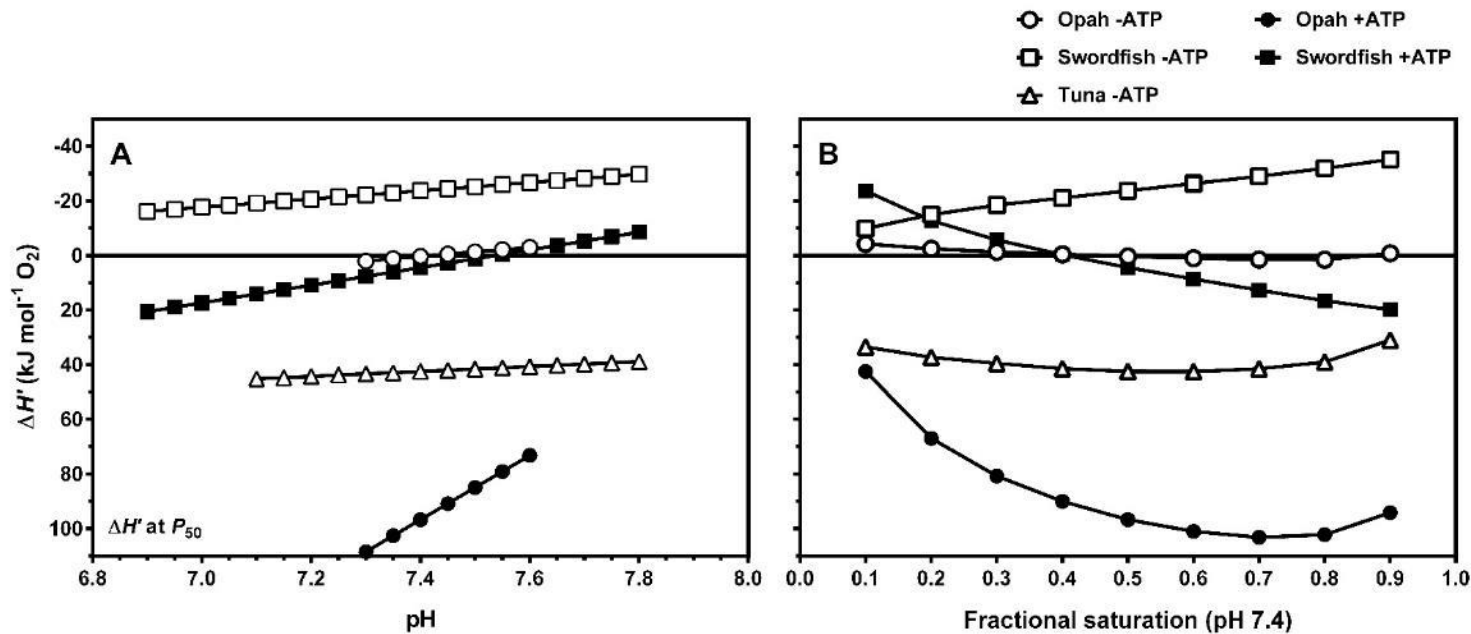 Opah -ATP
Opah +ATP
Swordfish -ATP
Swordfish +ATP
Tuna -ATP
A
B
-40
-20
0
20
40
60
80
100
ΔH′ (kJ mol⁻¹ O₂)
ΔH′ at P₅₀
6.8 7.0 7.2 7.4 7.6 7.8 8.0
0.0 0.1 0.2 0.3 0.4 0.5 0.6 0.7 0.8 0.9 1.0
pH
Fractional saturation (pH 7.4)